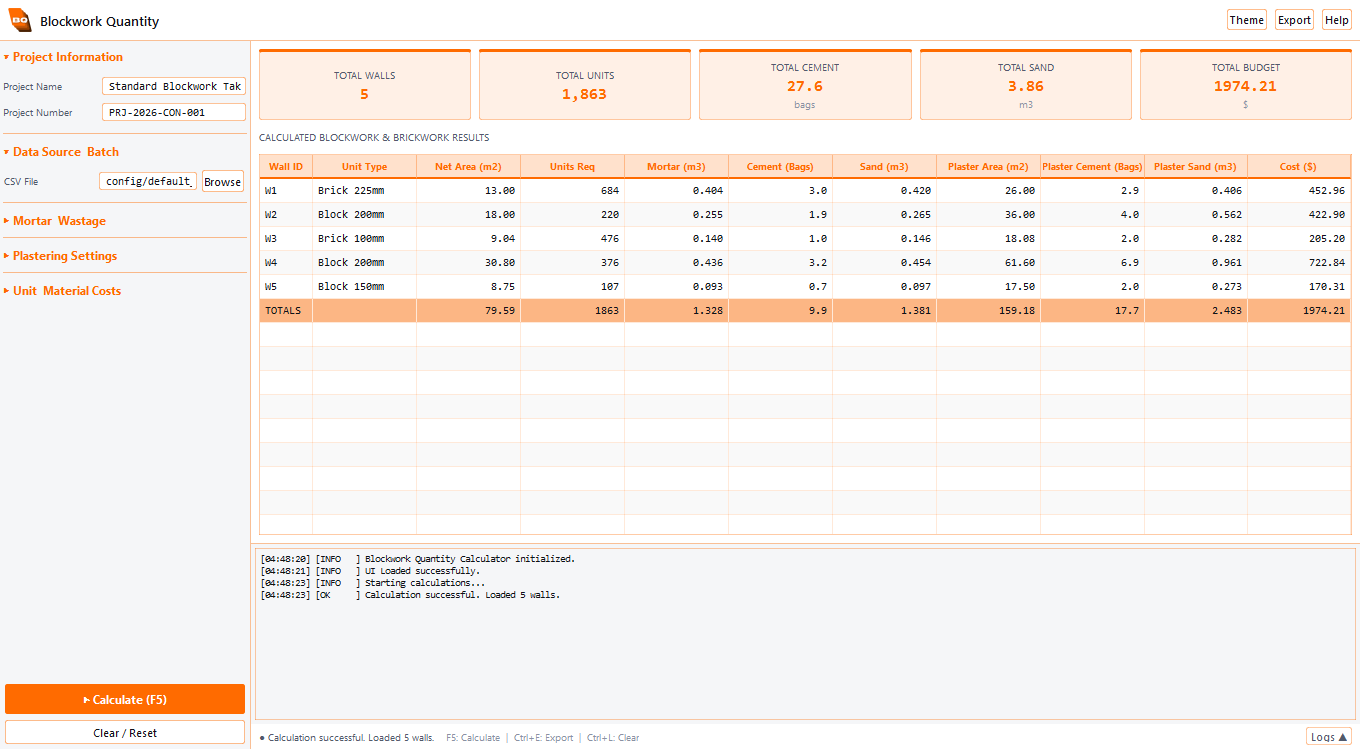 BQ
Blockwork Quantity
Theme Export Help
▾ Project Information
Project Name Standard Blockwork Tak
Project Number PRJ-2026-CON-001
▾ Data Source Batch
CSV File config/default_ Browse
▸ Mortar Wastage
▸ Plastering Settings
▸ Unit Material Costs
▸ Calculate (F5)
Clear / Reset
TOTAL WALLS
5
TOTAL UNITS
1,863
TOTAL CEMENT
27.6
bags
TOTAL SAND
3.86
m3
TOTAL BUDGET
1974.21
$
CALCULATED BLOCKWORK & BRICKWORK RESULTS
Wall ID Unit Type Net Area (m2) Units Req Mortar (m3) Cement (Bags) Sand (m3) Plaster Area (m2) Plaster Cement (Bags) Plaster Sand (m3) Cost ($)
W1 Brick 225mm 13.00 684 0.404 3.0 0.420 26.00 2.9 0.406 452.96
W2 Block 200mm 18.00 220 0.255 1.9 0.265 36.00 4.0 0.562 422.90
W3 Brick 100mm 9.04 476 0.140 1.0 0.146 18.08 2.0 0.282 205.20
W4 Block 200mm 30.80 376 0.436 3.2 0.454 61.60 6.9 0.961 722.84
W5 Block 150mm 8.75 107 0.093 0.7 0.097 17.50 2.0 0.273 170.31
TOTALS 79.59 1863 1.328 9.9 1.381 159.18 17.7 2.483 1974.21
[04:48:20] [INFO ] Blockwork Quantity Calculator initialized.
[04:48:21] [INFO ] UI Loaded successfully.
[04:48:23] [INFO ] Starting calculations...
[04:48:23] [OK ] Calculation successful. Loaded 5 walls.
● Calculation successful. Loaded 5 walls. F5: Calculate | Ctrl+E: Export | Ctrl+L: Clear
Logs ▲